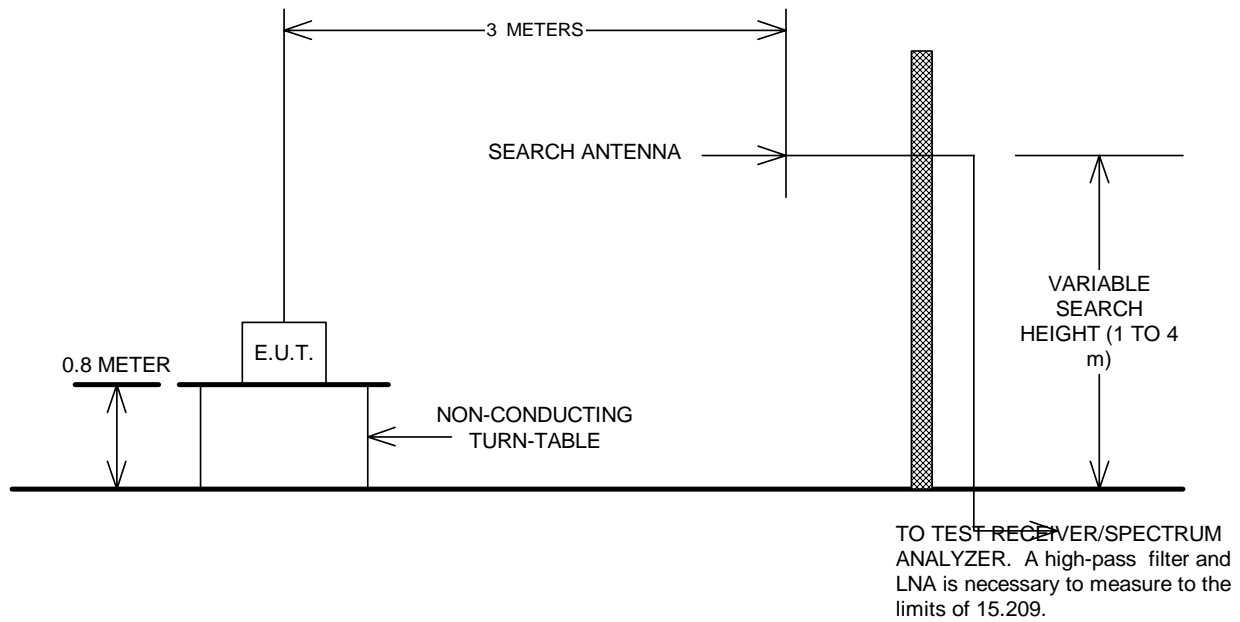 3 METERS
SEARCH ANTENNA
VARIABLE
SEARCH
HEIGHT (1 TO 4
m)
E.U.T.
0.8 METER
NON-CONDUCTING
TURN-TABLE
TO TEST RECEIVER/SPECTRUM
ANALYZER. A high-pass filter and
LNA is necessary to measure to the
limits of 15.209.